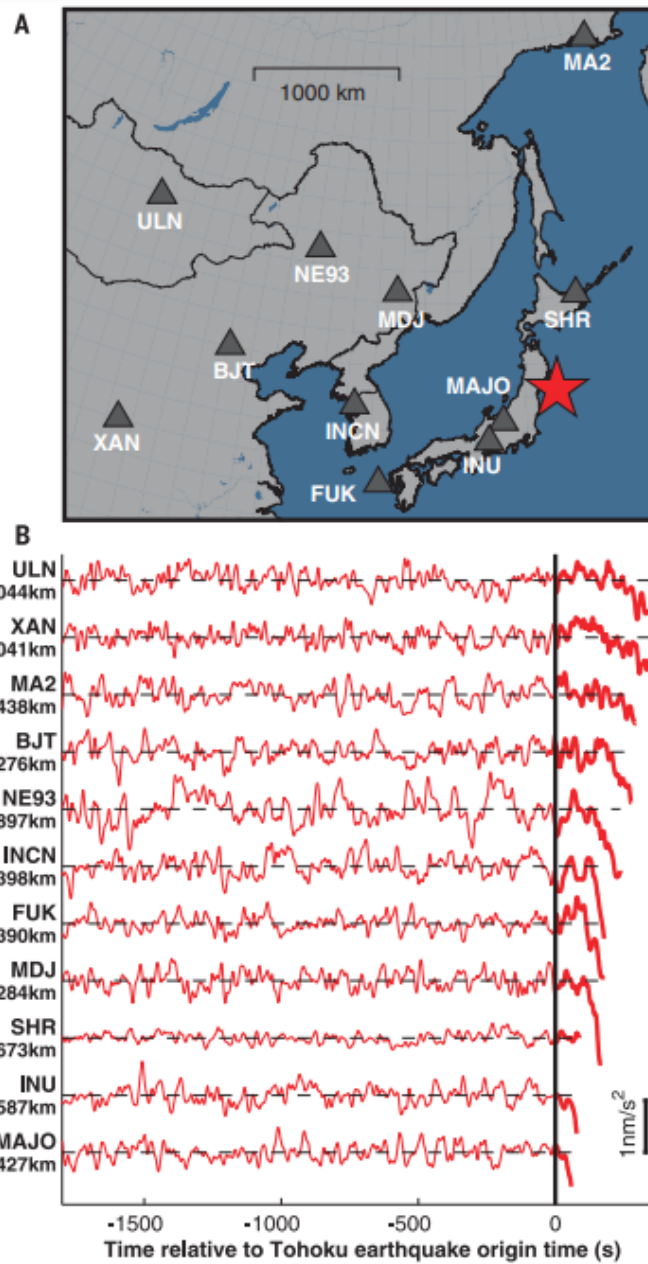 A
MA2
1000 km
ULN
NE93
MDJ
SHR
BJT
MAJO
INCN
XAN
INU
FUK
B
ULN
044km
XAN
041km
MA2
438km
BJT
276km
NE93
897km
INCN
398km
FUK
390km
MDJ
284km
SHR
673km
INU
587km
MAJO
427km
1nm/s²
-1500 -1000 -500 0
Time relative to Tohoku earthquake origin time (s)